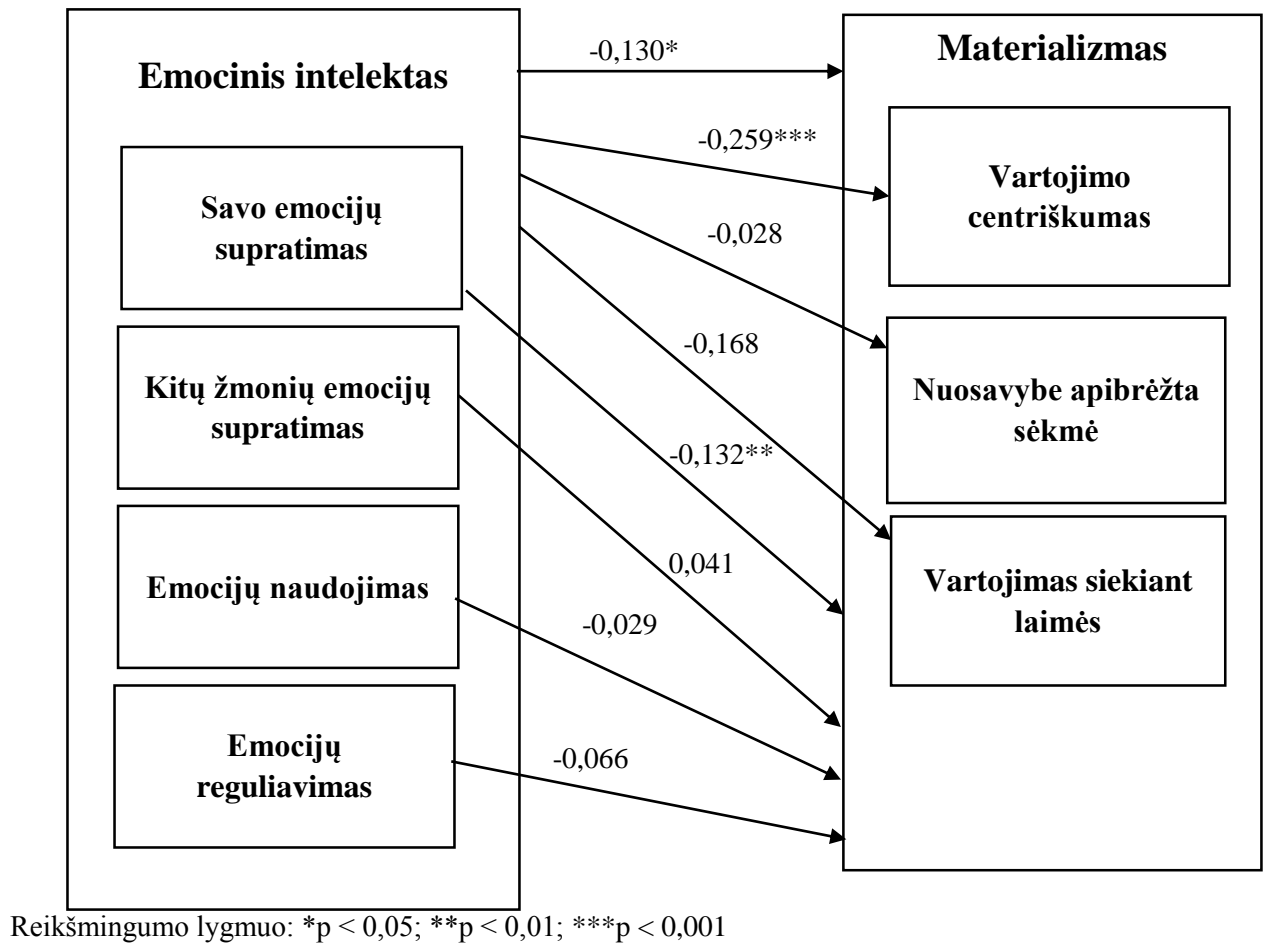 Emocinis intelektas
Savo emocijų
supratimas
Kitų žmonių emocijų
supratimas
Emocijų naudojimas
Emocijų
reguliavimas
-0,130*
-0,259***
-0,028
-0,168
-0,132**
0,041
-0,029
-0,066
Materializmas
Vartojimo
centriškumas
Nuosavybe apibrėžta
sėkmė
Vartojimas siekiant
laimės
Reikšmingumo lygmuo: *p < 0,05; **p < 0,01; ***p < 0,001